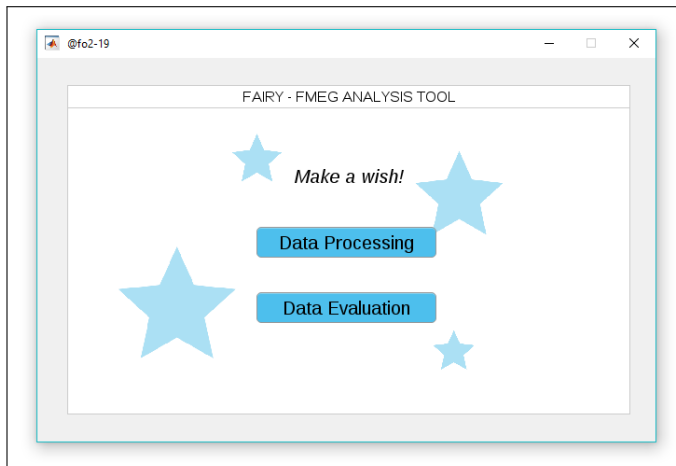 @fo2-19
FAIRY - FMEG ANALYSIS TOOL
Make a wish!
Data Processing
Data Evaluation